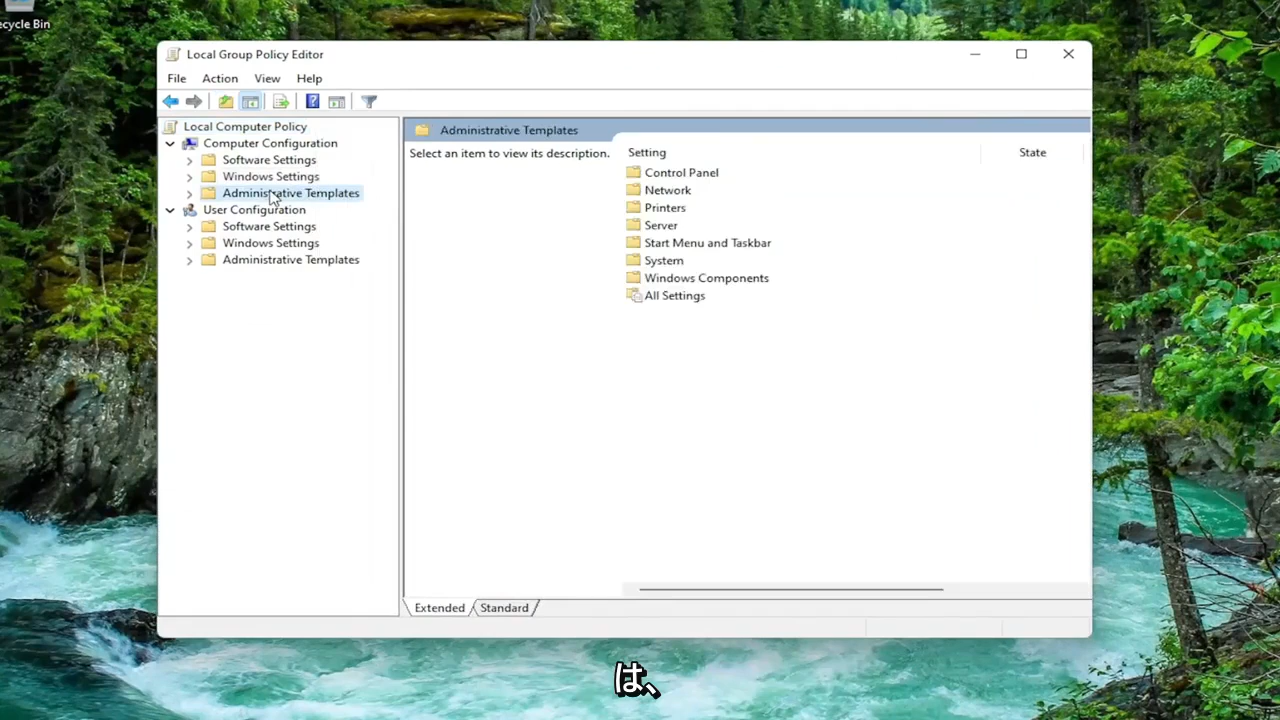 ecycle Bin
Local Group Policy Editor
File Action View Help
Local Computer Policy
Computer Configuration
Software Settings
Windows Settings
Administrative Templates
User Configuration
Software Settings
Windows Settings
Administrative Templates
Administrative Templates
Select an item to view its description.
Setting State
Control Panel
Network
Printers
Server
Start Menu and Taskbar
System
Windows Components
All Settings
Extended Standard
は、